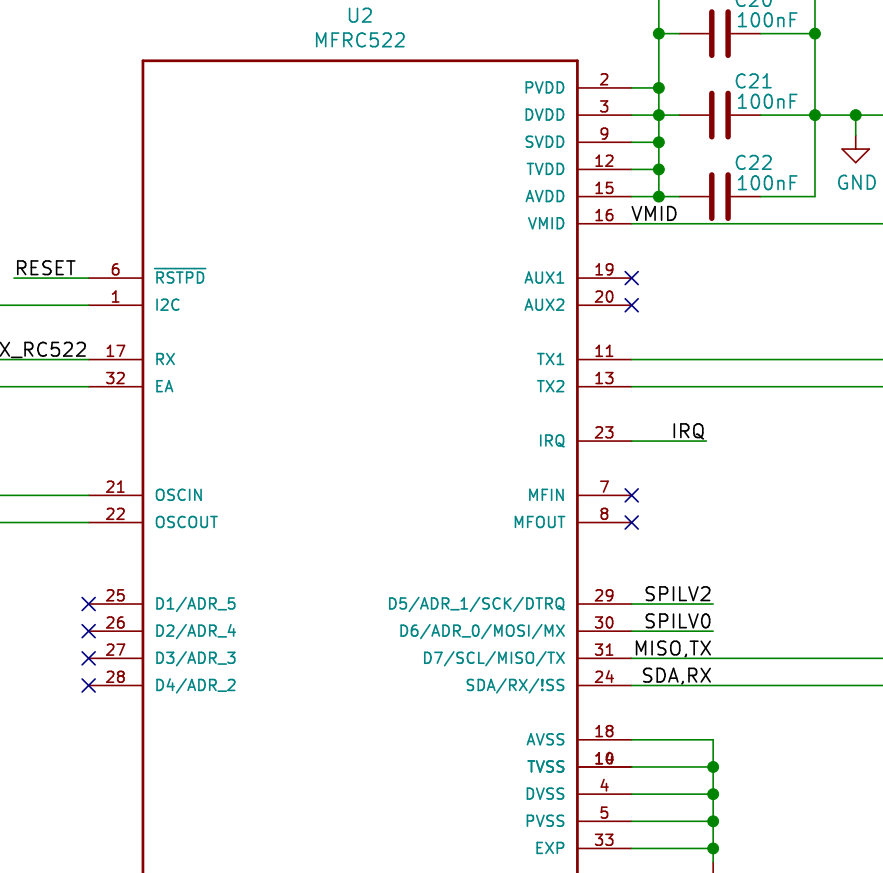 U2
MFRC522
C20
100nF
C21
100nF
C22
100nF
GND
PVDD 2
DVDD 3
SVDD 9
TVDD 12
AVDD 15
VMID 16 VMID
RESET 6 RSTPD
1 I2C
AUX1 19
AUX2 20
X_RC522 17 RX
32 EA
TX1 11
TX2 13
IRQ 23 IRQ
21 OSCIN
22 OSCOUT
MFIN 7
MFOUT 8
25 D1/ADR_5
26 D2/ADR_4
27 D3/ADR_3
28 D4/ADR_2
D5/ADR_1/SCK/DTRQ 29 SPILV2
D6/ADR_0/MOSI/MX 30 SPILV0
D7/SCL/MISO/TX 31 MISO,TX
SDA/RX/!SS 24 SDA,RX
AVSS 18
TVSS
DVSS 4
PVSS 5
EXP 33